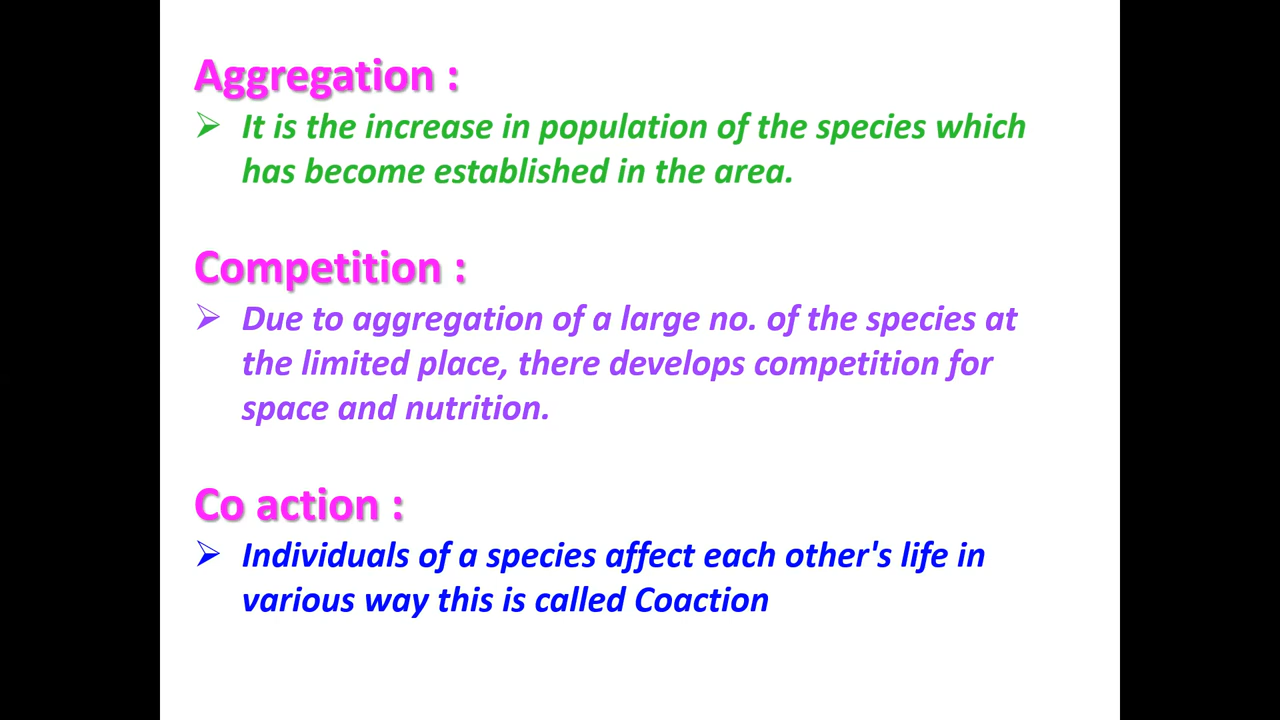 Aggregation :
➢ It is the increase in population of the species which
has become established in the area.
Competition :
➢ Due to aggregation of a large no. of the species at
the limited place, there develops competition for
space and nutrition.
Co action :
➢ Individuals of a species affect each other's life in
various way this is called Coaction